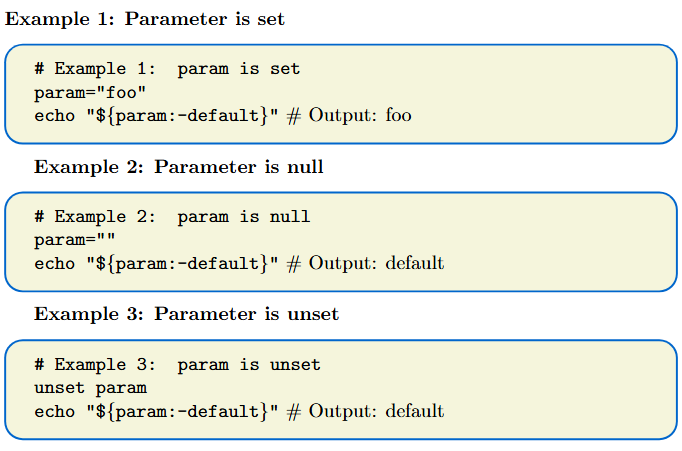 Example 1: Parameter is set
# Example 1:  param is set
param="foo"
echo "${param:-default}" # Output: foo
Example 2: Parameter is null
# Example 2:  param is null
param=""
echo "${param:-default}" # Output: default
Example 3: Parameter is unset
# Example 3:  param is unset
unset param
echo "${param:-default}" # Output: default